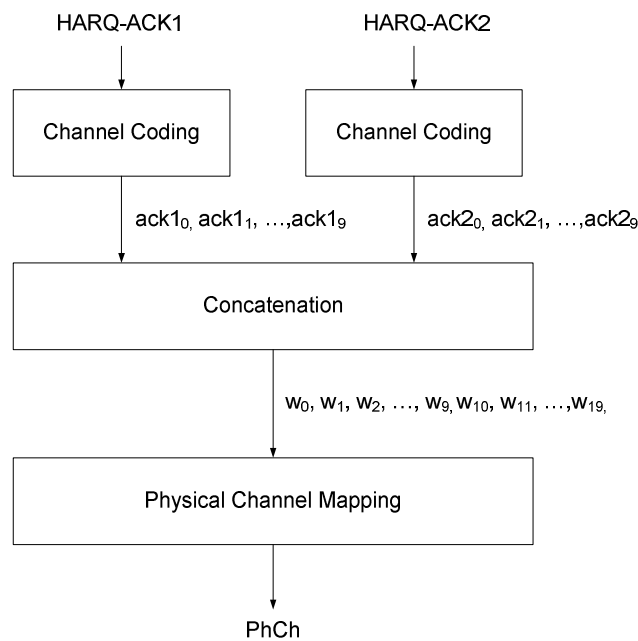 HARQ-ACK1 HARQ-ACK2
Channel Coding Channel Coding
ack1₀, ack1₁, …,ack1₉ ack2₀, ack2₁, …,ack2₉
Concatenation
w₀, w₁, w₂, …, w₉, w₁₀, w₁₁, …,w₁₉,
Physical Channel Mapping
PhCh